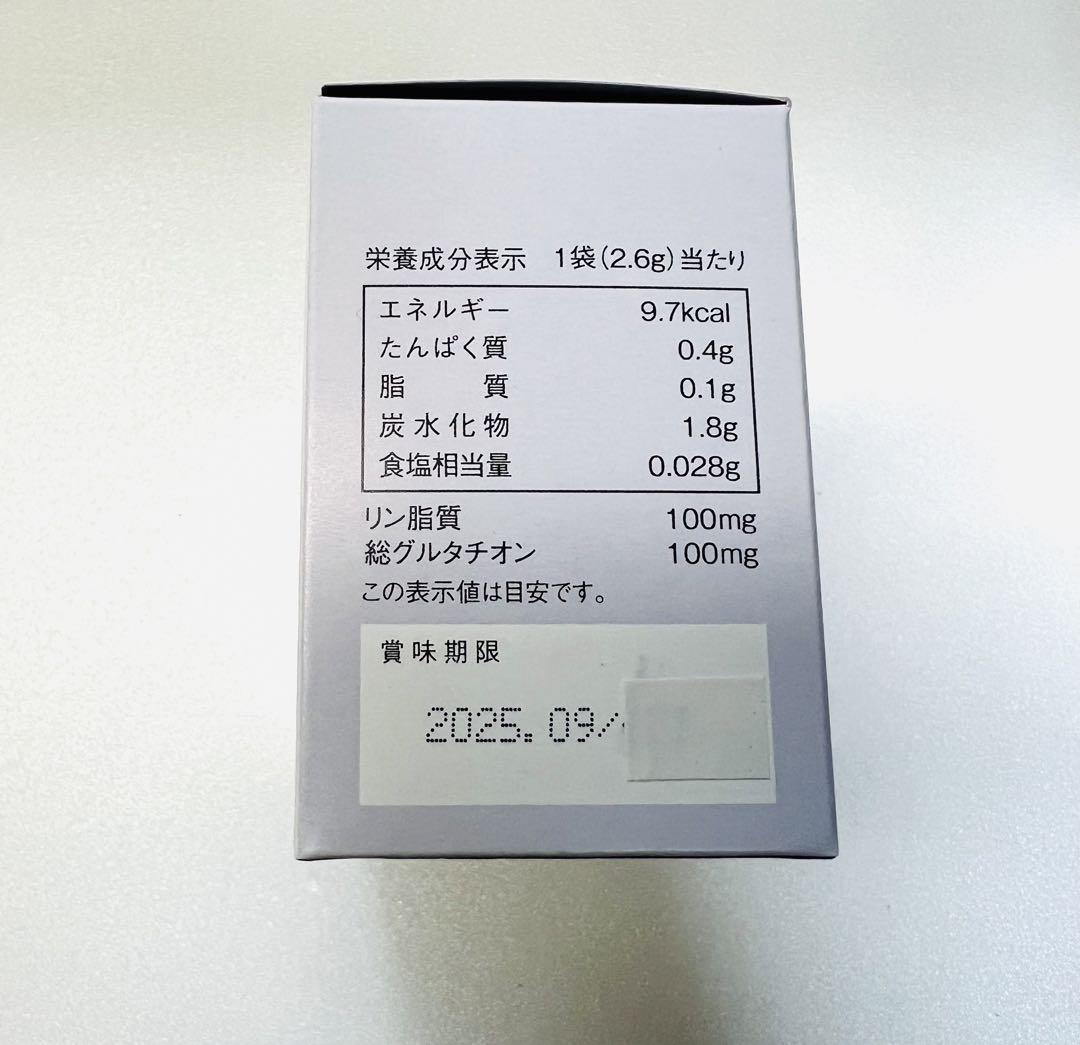 栄養成分表示 1袋(2.6g)当たり
エネルギー 9.7kcal
たんぱく質 0.4g
脂質 0.1g
炭水化物 1.8g
食塩相当量 0.028g
リン脂質 100mg
総グルタチオン 100mg
この表示値は目安です。
賞味期限
2025.09/